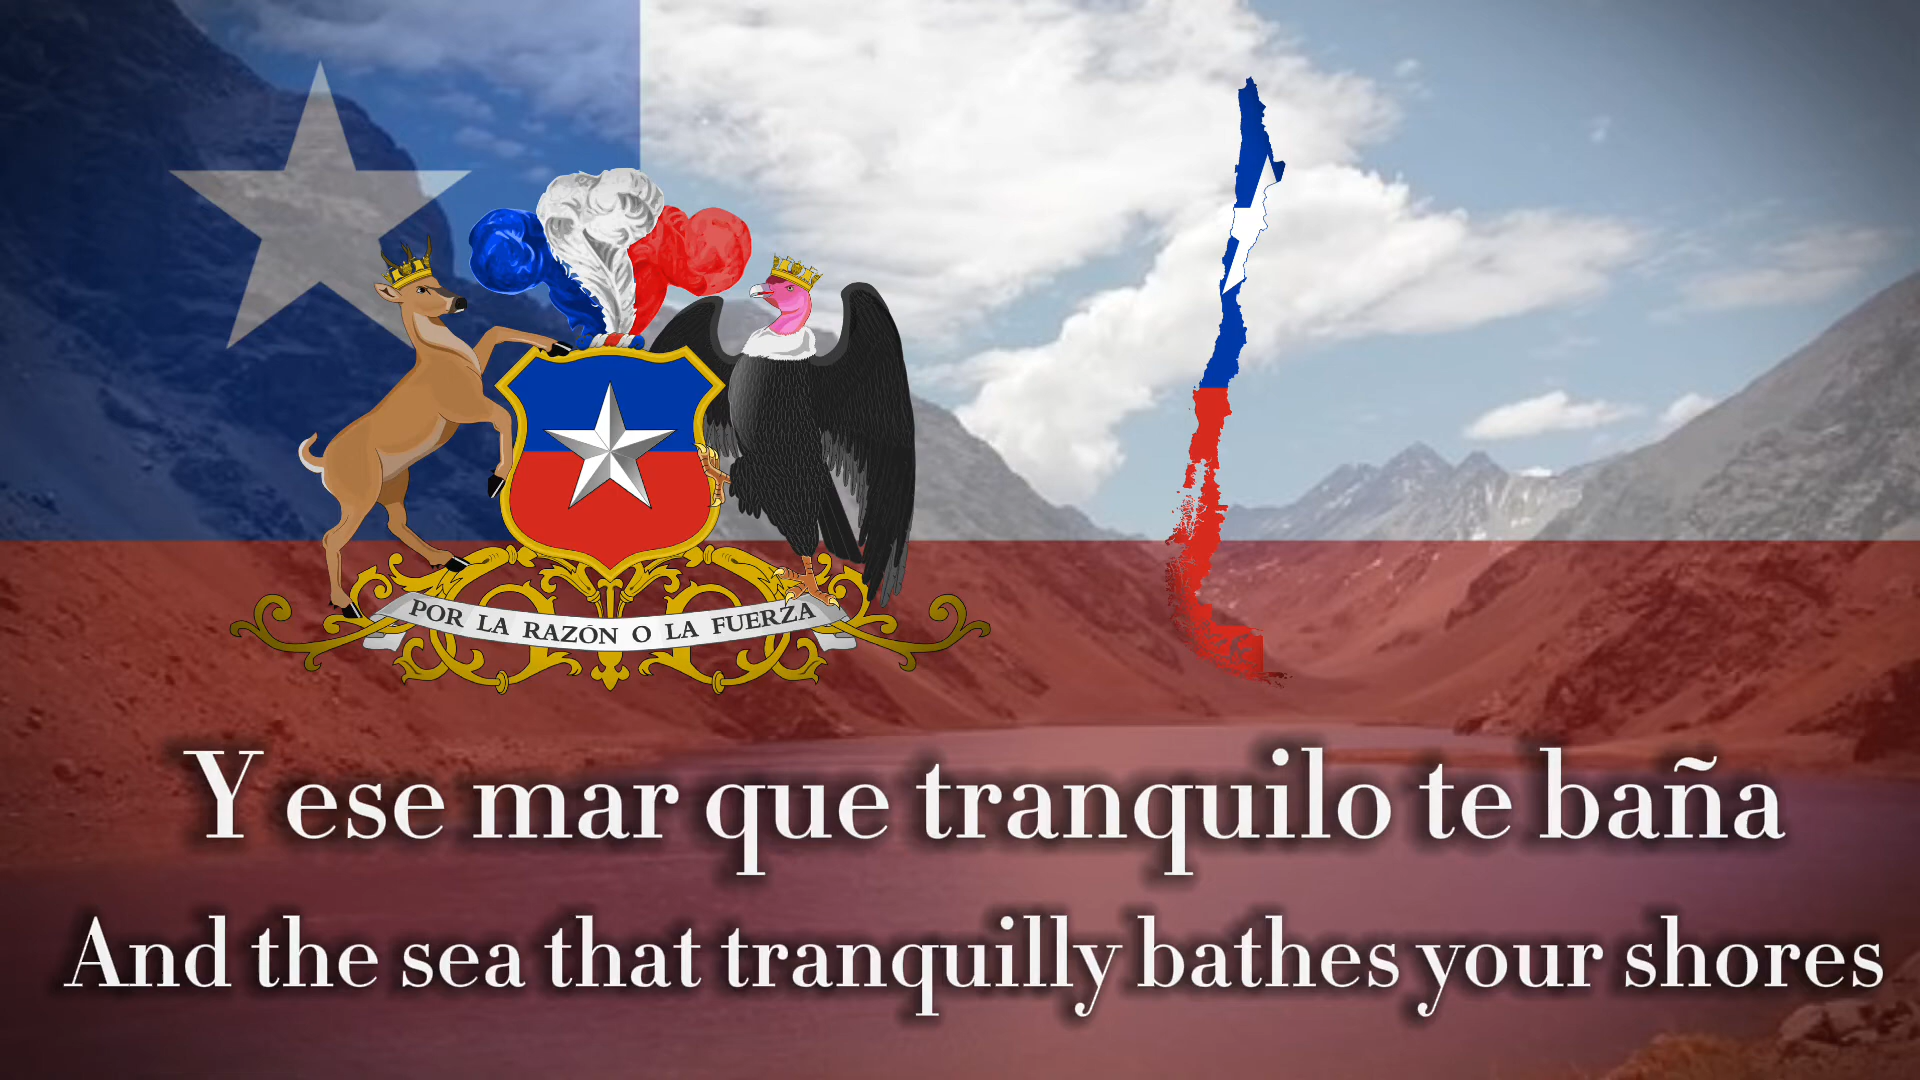 POR LA RAZÓN O LA FUERZA
Y ese mar que tranquilo te baña
And the sea that tranquilly bathes your shores